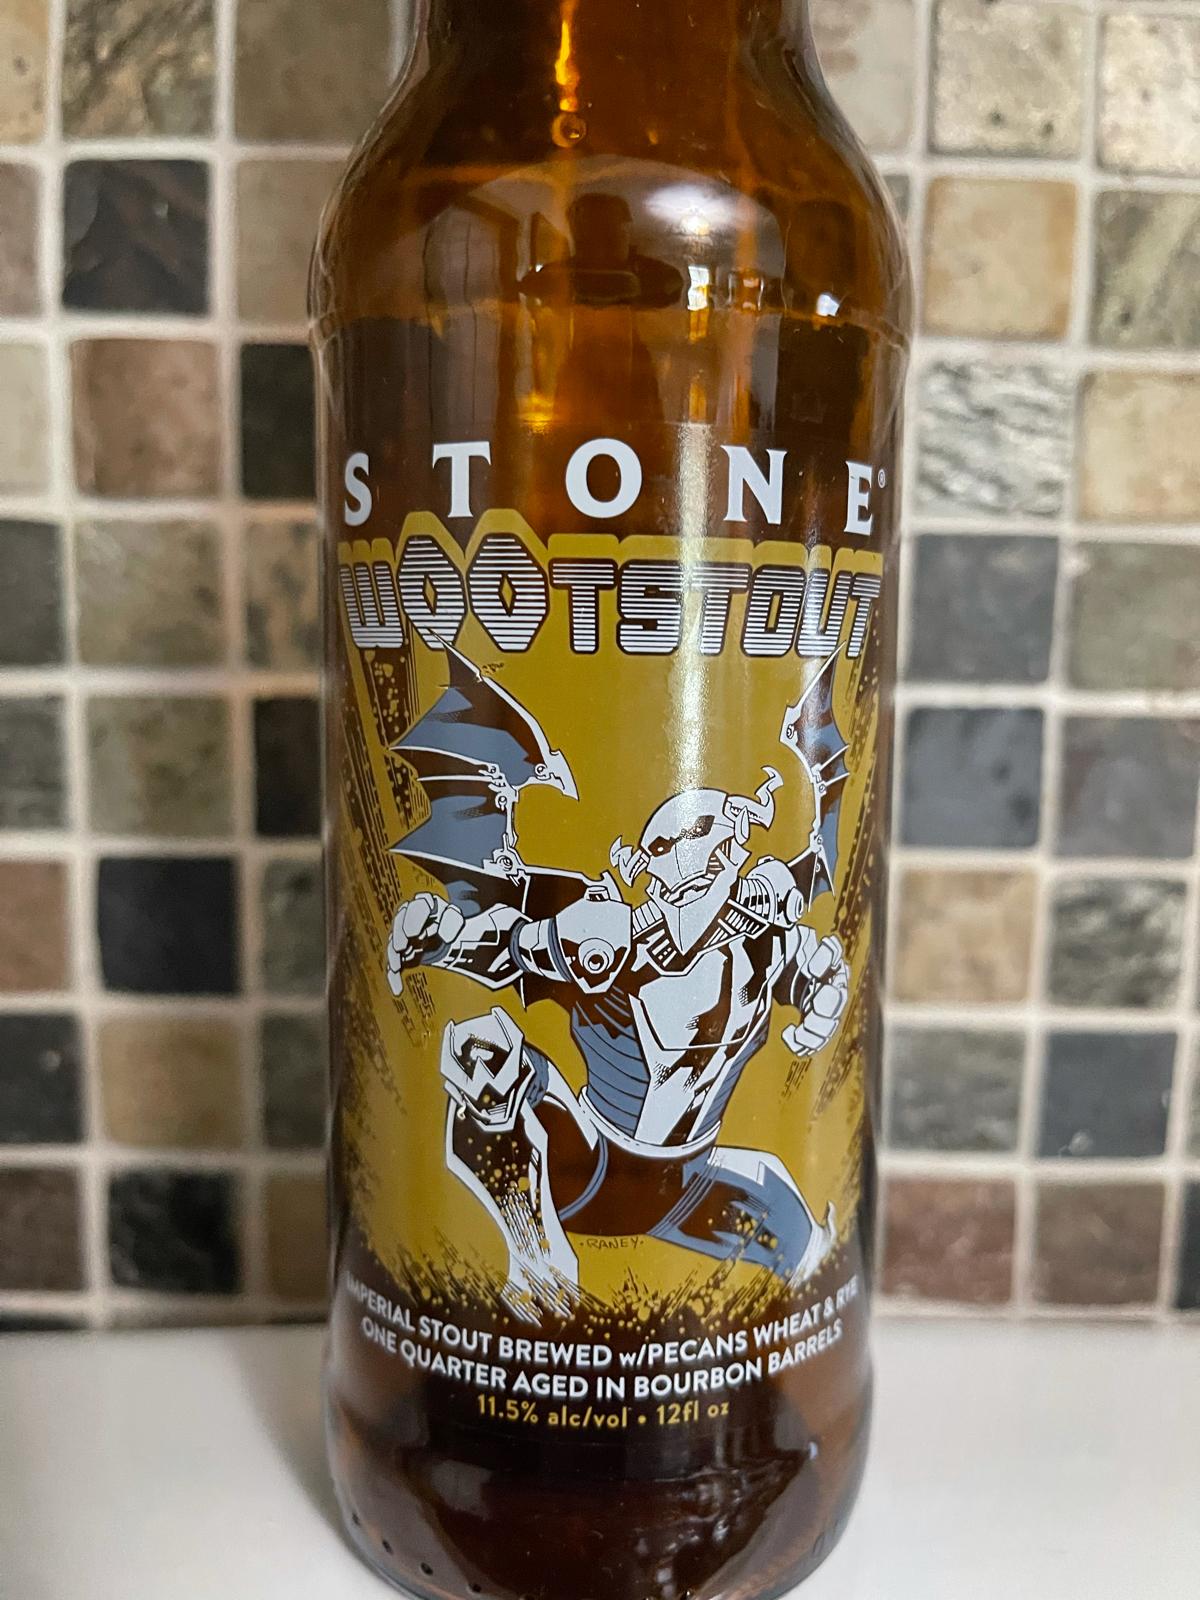 STONE®
WOOTSTOUT
·RANEY·
IMPERIAL STOUT BREWED w/PECANS WHEAT & RYE
ONE QUARTER AGED IN BOURBON BARRELS
11.5% alc/vol • 12fl oz